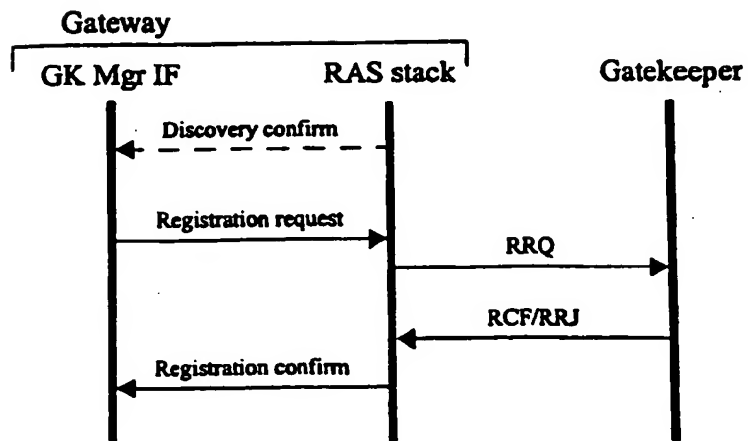 Gateway
GK Mgr IF RAS stack Gatekeeper
Discovery confirm
Registration request
RRQ
RCF/RRJ
Registration confirm